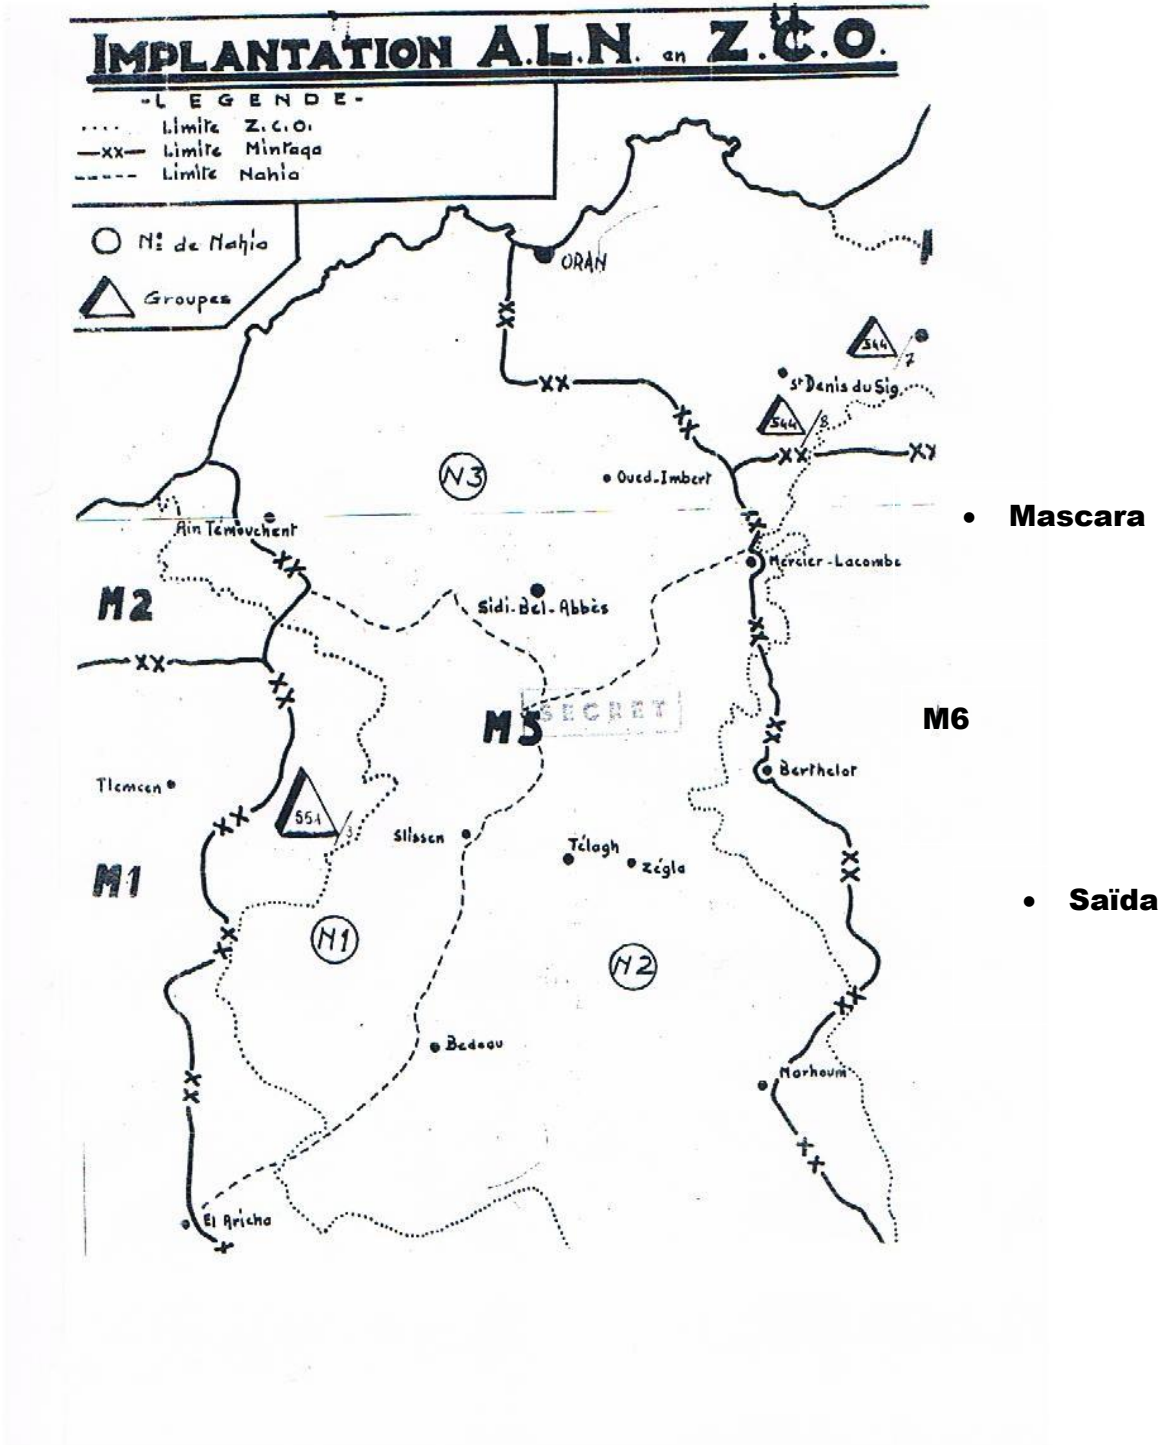 IMPLANTATION A.L.N. en Z.C.O.
-LEGENDE-
.... Limite Z.C.O.
—XX— Limite Mintaqa
----- Limite Nahia
N: de Nahia
Groupes
ORAN
544
7
St Denis du Sig
544
8
N3
Oued-Imbert
Ain Témouchent
• Mascara
Mercier-Lacombe
M2
Sidi-Bel-Abbès
SECRET
M5
M6
Tlemcen
Berthelot
551
3
Slissen
Télagh
Zégla
M1
• Saïda
N1
N2
Bedeau
Marhoum
El Aricha